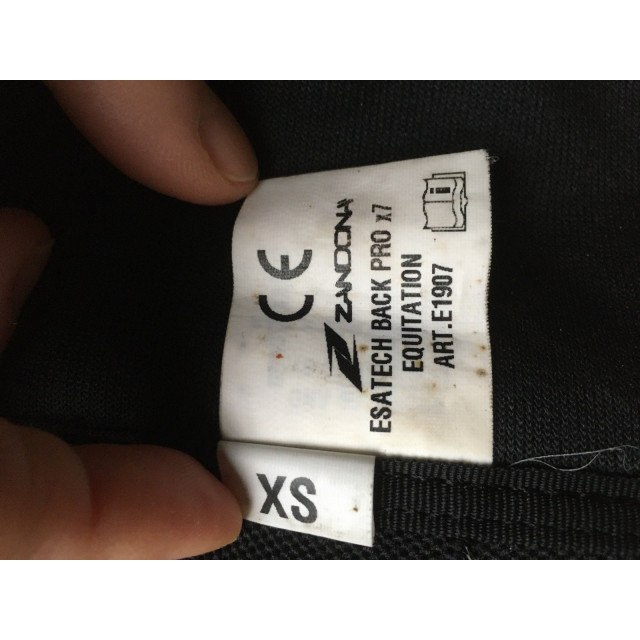 CE
ZANDONA
ESATECH BACK PRO x7
EQUITATION
ART.E1907
XS